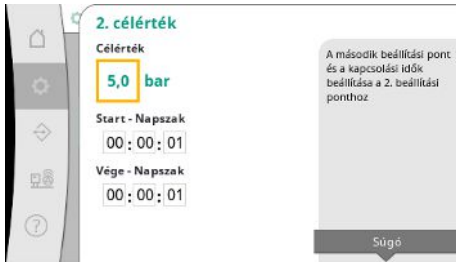 2. célérték
Célérték
5,0 bar
Start - Napszak
00 : 00 : 01
Vége - Napszak
00 : 00 : 01
A második beállítási pont
és a kapcsolási idők
beállítása a 2. beállítási
ponthoz
Súgó
?